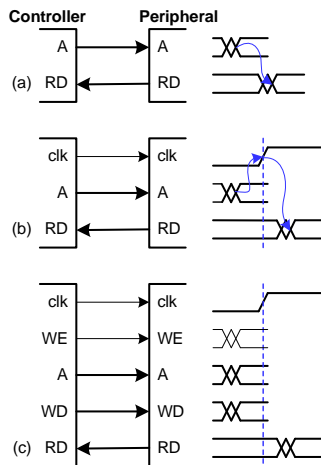 Controller Peripheral
A A
(a) RD RD
clk clk
A A
(b) RD RD
clk clk
WE WE
A A
WD WD
(c) RD RD